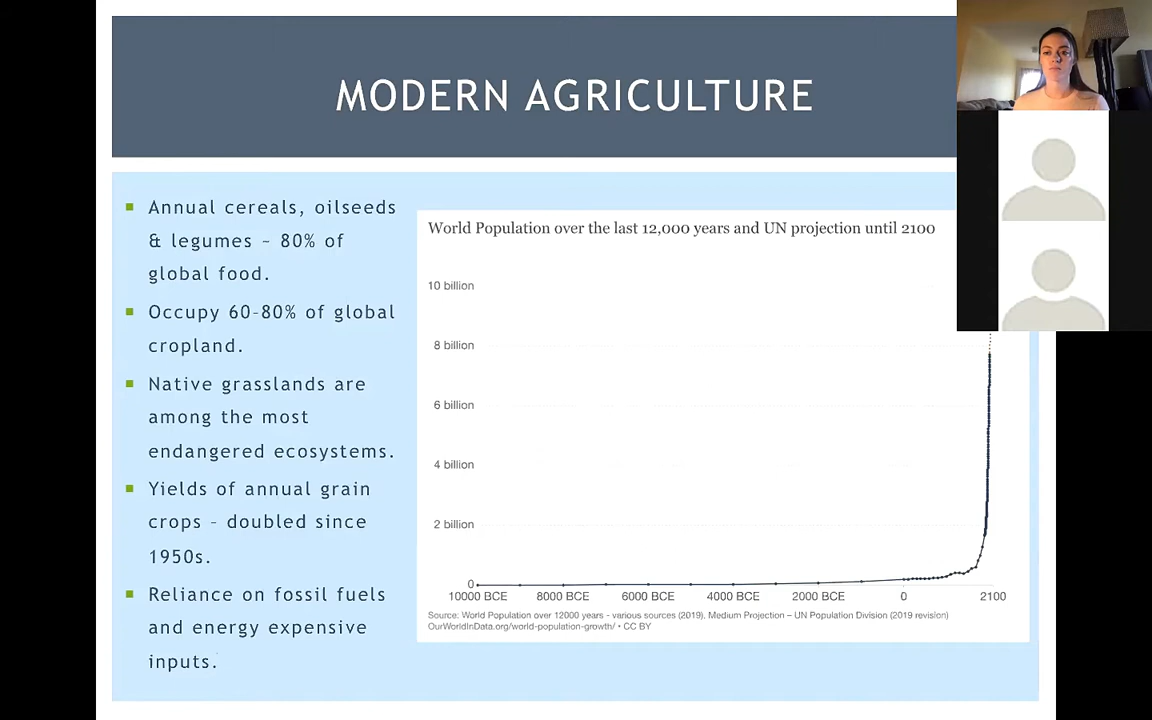 MODERN AGRICULTURE
Annual cereals, oilseeds
& legumes ~ 80% of
global food.
Occupy 60-80% of global
cropland.
Native grasslands are
among the most
endangered ecosystems.
Yields of annual grain
crops – doubled since
1950s.
Reliance on fossil fuels
and energy expensive
inputs.
World Population over the last 12,000 years and UN projection until 2100
10 billion
8 billion
6 billion
4 billion
2 billion
0
10000 BCE 8000 BCE 6000 BCE 4000 BCE 2000 BCE 0 2100
Source: World Population over 12000 years - various sources (2019), Medium Projection – UN Population Division (2019 revision)
OurWorldInData.org/world-population-growth/ • CC BY